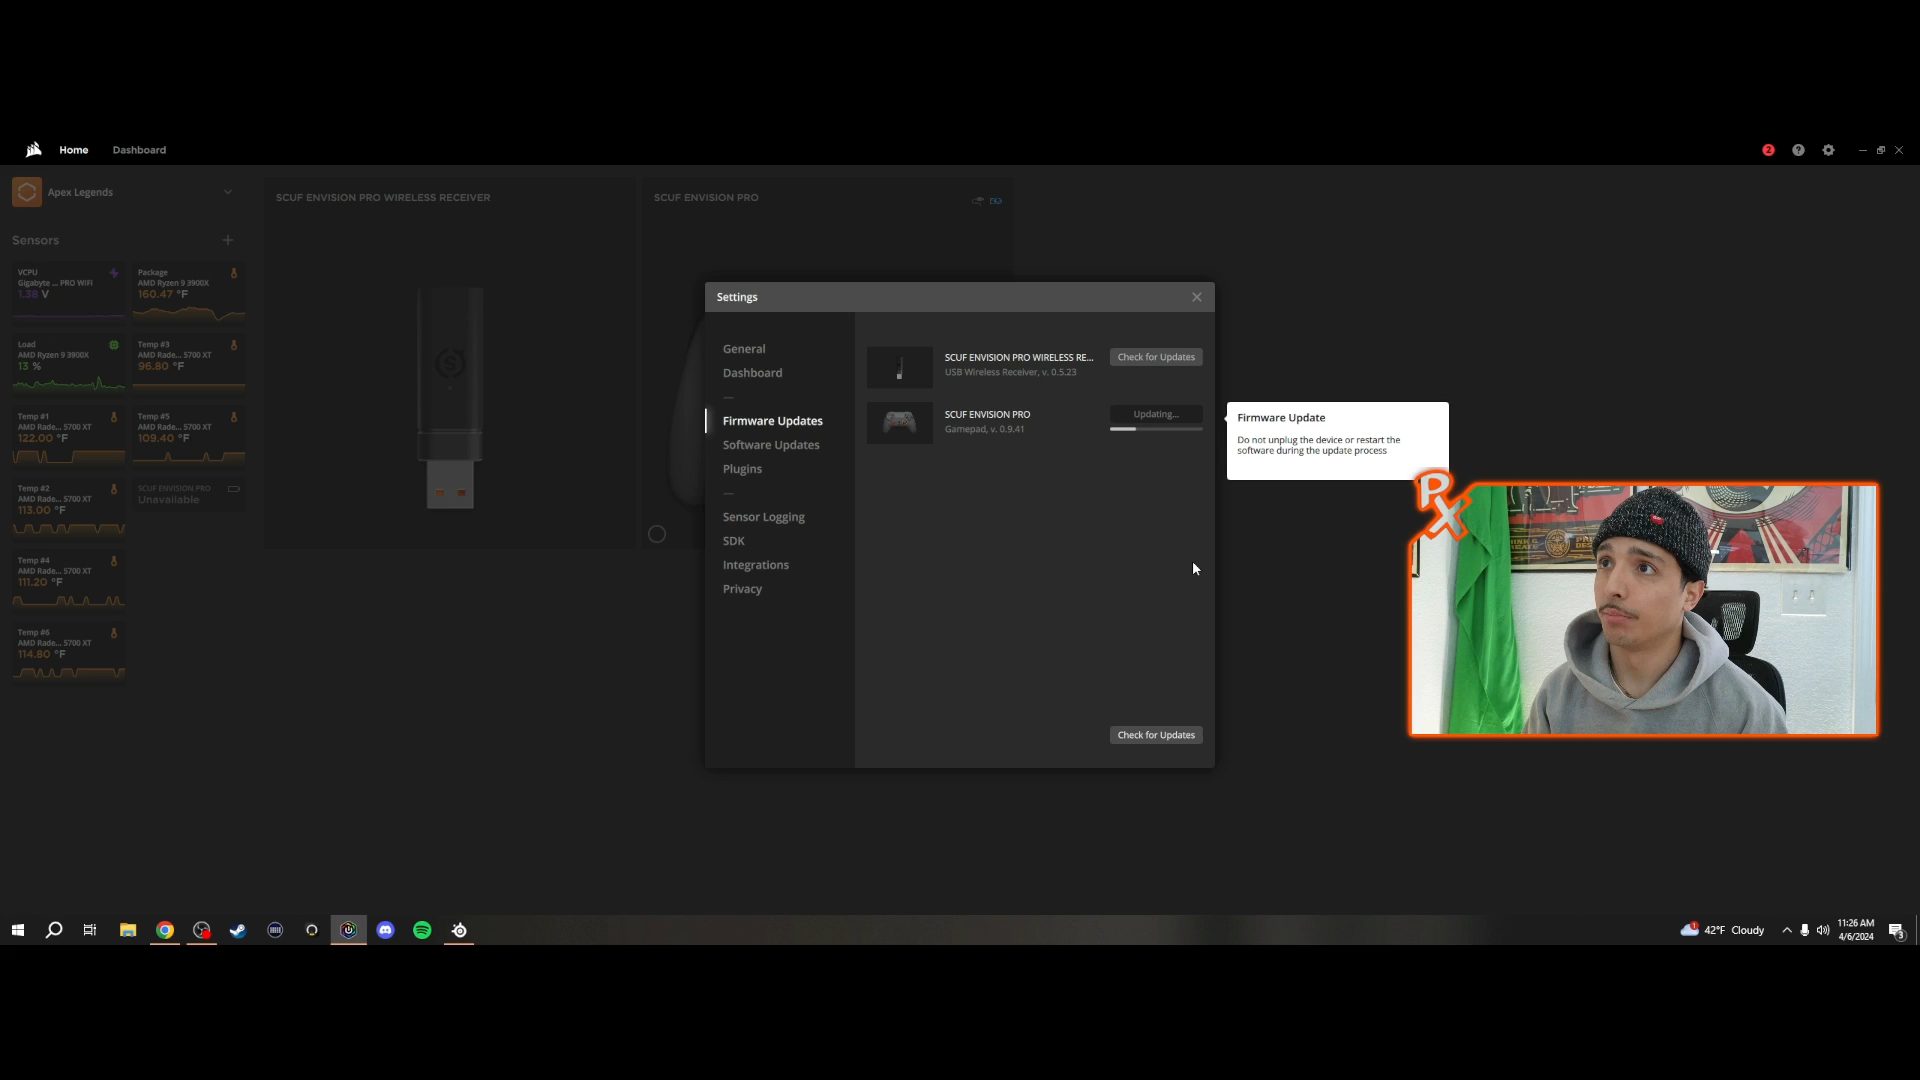 Home
Dashboard
2
Apex Legends
SCUF ENVISION PRO WIRELESS RECEIVER
SCUF ENVISION PRO
Sensors
VCPU
Gigabyte ... PRO WIFI
1.38 V
Package
AMD Ryzen 9 3900X
160.47 °F
Load
AMD Ryzen 9 3900X
13 %
Temp #3
AMD Rade... 5700 XT
96.80 °F
Temp #1
AMD Rade... 5700 XT
122.00 °F
Temp #5
AMD Rade... 5700 XT
109.40 °F
Temp #2
AMD Rade... 5700 XT
113.00 °F
SCUF ENVISION PRO
Unavailable
Temp #4
AMD Rade... 5700 XT
111.20 °F
Temp #6
AMD Rade... 5700 XT
114.80 °F
Settings
General
Dashboard
Firmware Updates
Software Updates
Plugins
Sensor Logging
SDK
Integrations
Privacy
SCUF ENVISION PRO WIRELESS RE...
USB Wireless Receiver, v. 0.5.23
Check for Updates
SCUF ENVISION PRO
Gamepad, v. 0.9.41
Updating...
Check for Updates
Firmware Update
Do not unplug the device or restart the
software during the update process
PX
42°F Cloudy
11:26 AM
4/6/2024
3